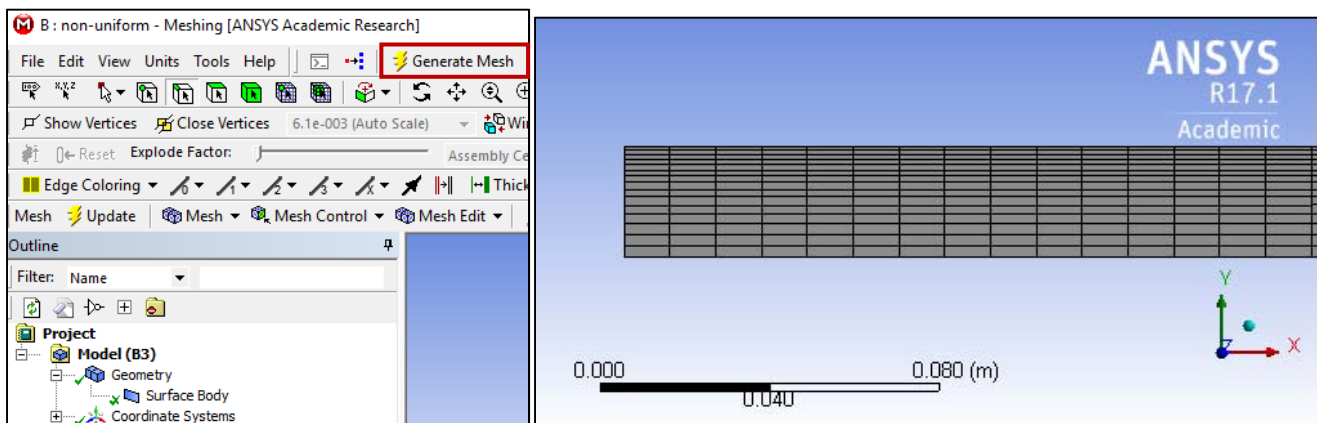 B : non-uniform - Meshing [ANSYS Academic Research]
File Edit View Units Tools Help Generate Mesh
Show Vertices Close Vertices 6.1e-003 (Auto Scale)
Reset Explode Factor: Assembly Ce
Edge Coloring Thick
Mesh Update Mesh Mesh Control Mesh Edit
Outline
Filter: Name
Project
Model (B3)
Geometry
Surface Body
Coordinate Systems
ANSYS
R17.1
Academic
Y
X
Z
0.000 0.080 (m)
0.040